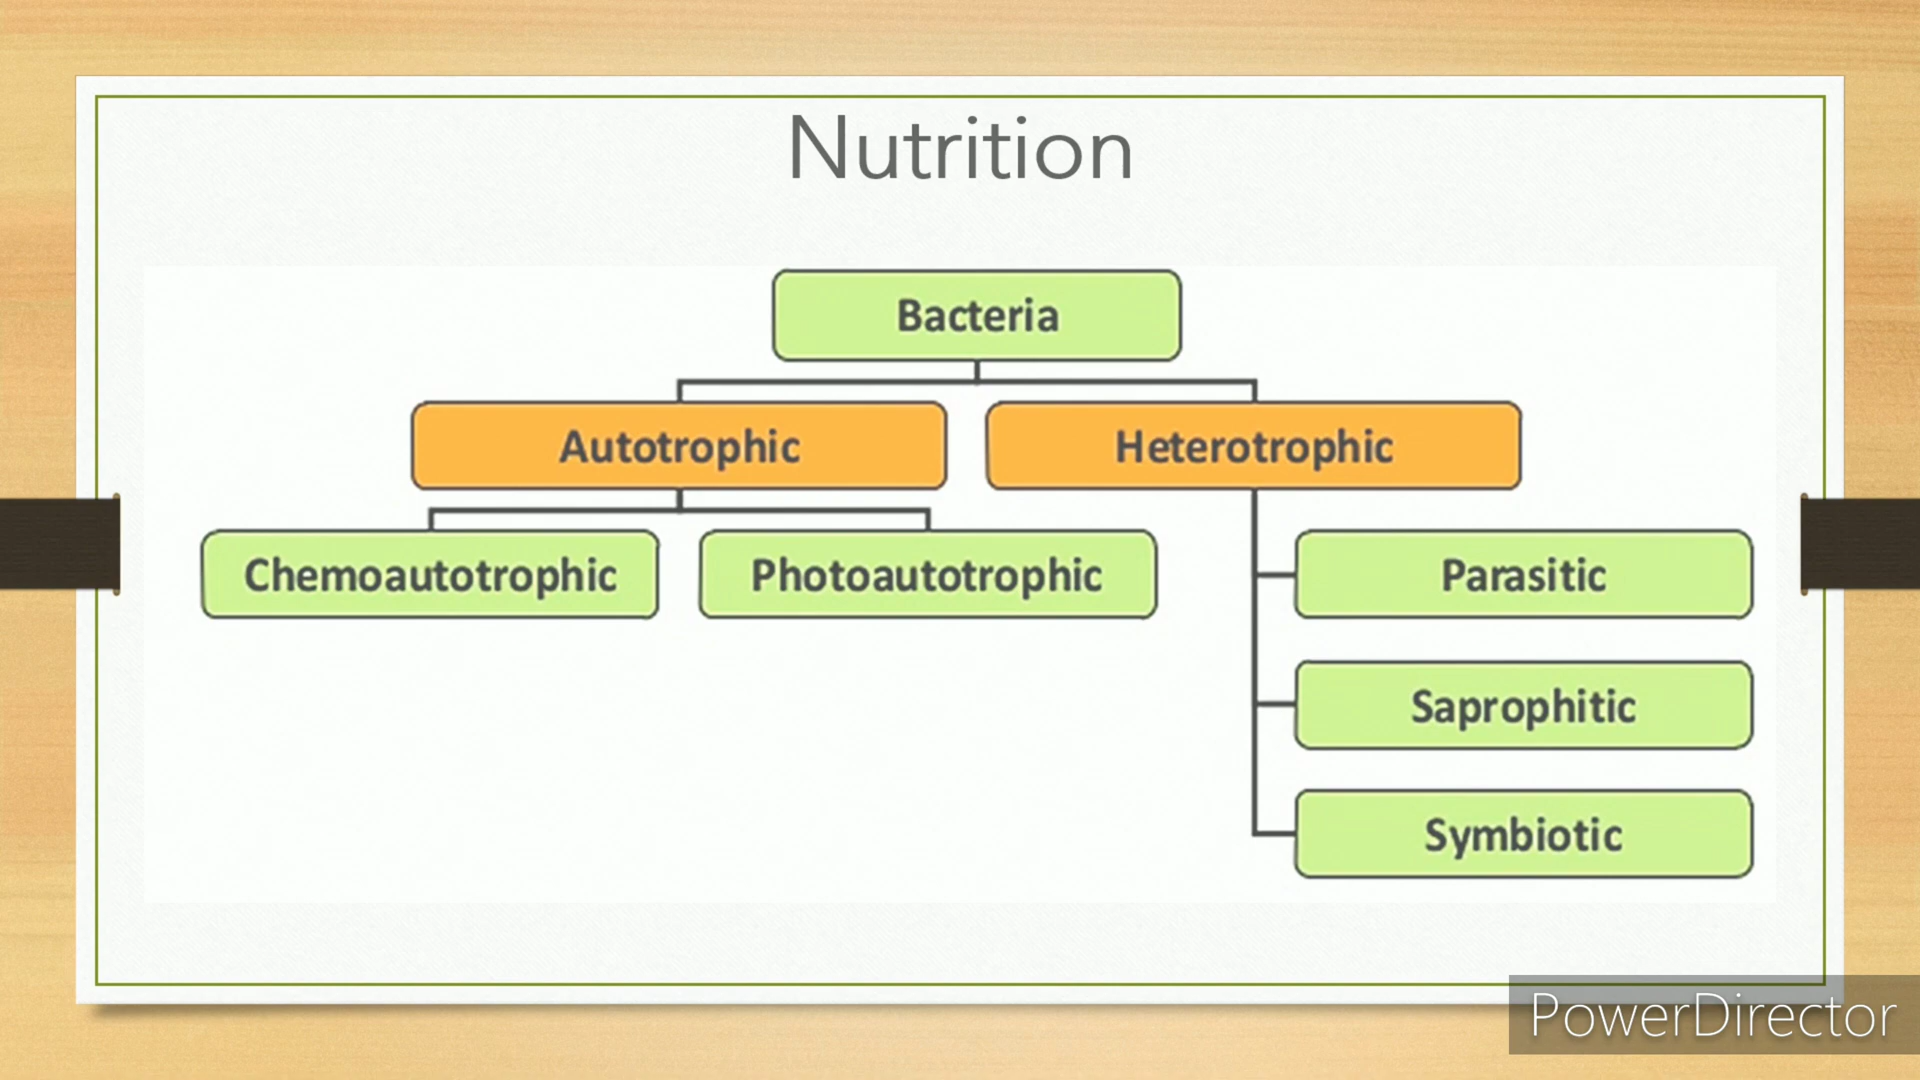 Nutrition
Bacteria
Autotrophic
Heterotrophic
Chemoautotrophic
Photoautotrophic
Parasitic
Saprophitic
Symbiotic
PowerDirector